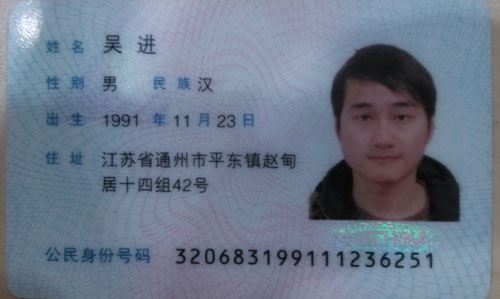 姓名 吴进
性别 男 民族 汉
出生 1991 年 11 月 23 日
住址 江苏省通州市平东镇赵甸
居十四组42号
公民身份号码 320683199111236251